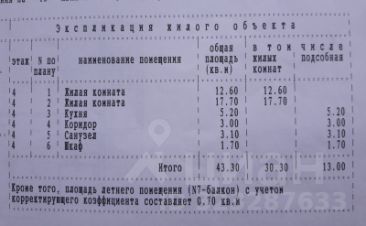 Экспликация жилого объекта
этаж N по плану наименование помещения общая площадь (кв.м) в том числе жилых комнат подсобная
4 1 Жилая комната 12.60 12.60
4 2 Жилая комната 17.70 17.70
4 3 Кухня 5.20 5.20
4 4 Коридор 3.00 3.00
4 5 Санузел 3.10 3.10
4 6 Шкаф 1.70 1.70
Итого 43.30 30.30 13.00
Кроме того, площадь летнего помещения (N7-балкон) с учетом
корректирующего коэффициента составляет 0.70 кв.м